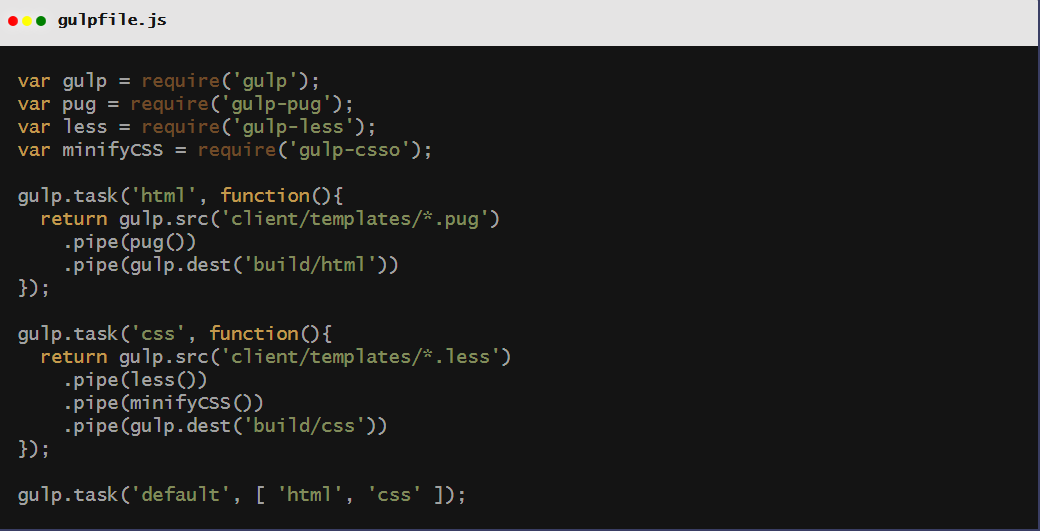 gulpfile.js
var gulp = require('gulp');
var pug = require('gulp-pug');
var less = require('gulp-less');
var minifyCSS = require('gulp-csso');
gulp.task('html', function(){
  return gulp.src('client/templates/*.pug')
    .pipe(pug())
    .pipe(gulp.dest('build/html'))
});
gulp.task('css', function(){
  return gulp.src('client/templates/*.less')
    .pipe(less())
    .pipe(minifyCSS())
    .pipe(gulp.dest('build/css'))
});
gulp.task('default', [ 'html', 'css' ]);